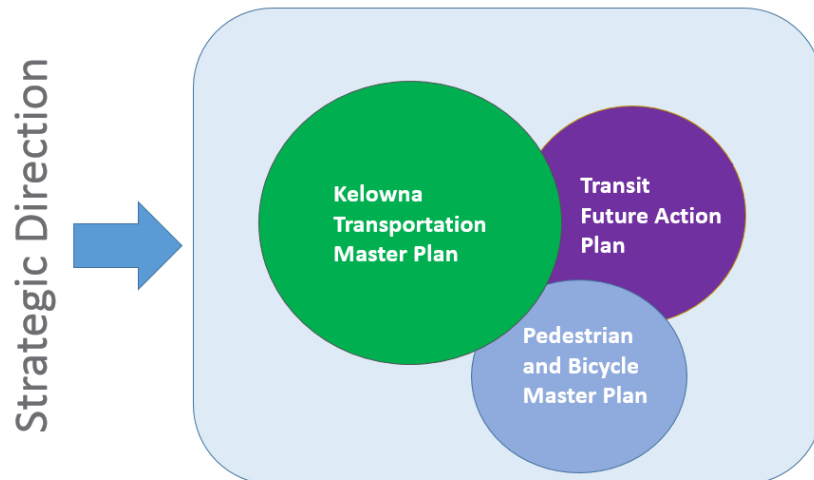 Strategic Direction
Kelowna
Transportation
Master Plan
Transit
Future Action
Plan
Pedestrian
and Bicycle
Master Plan